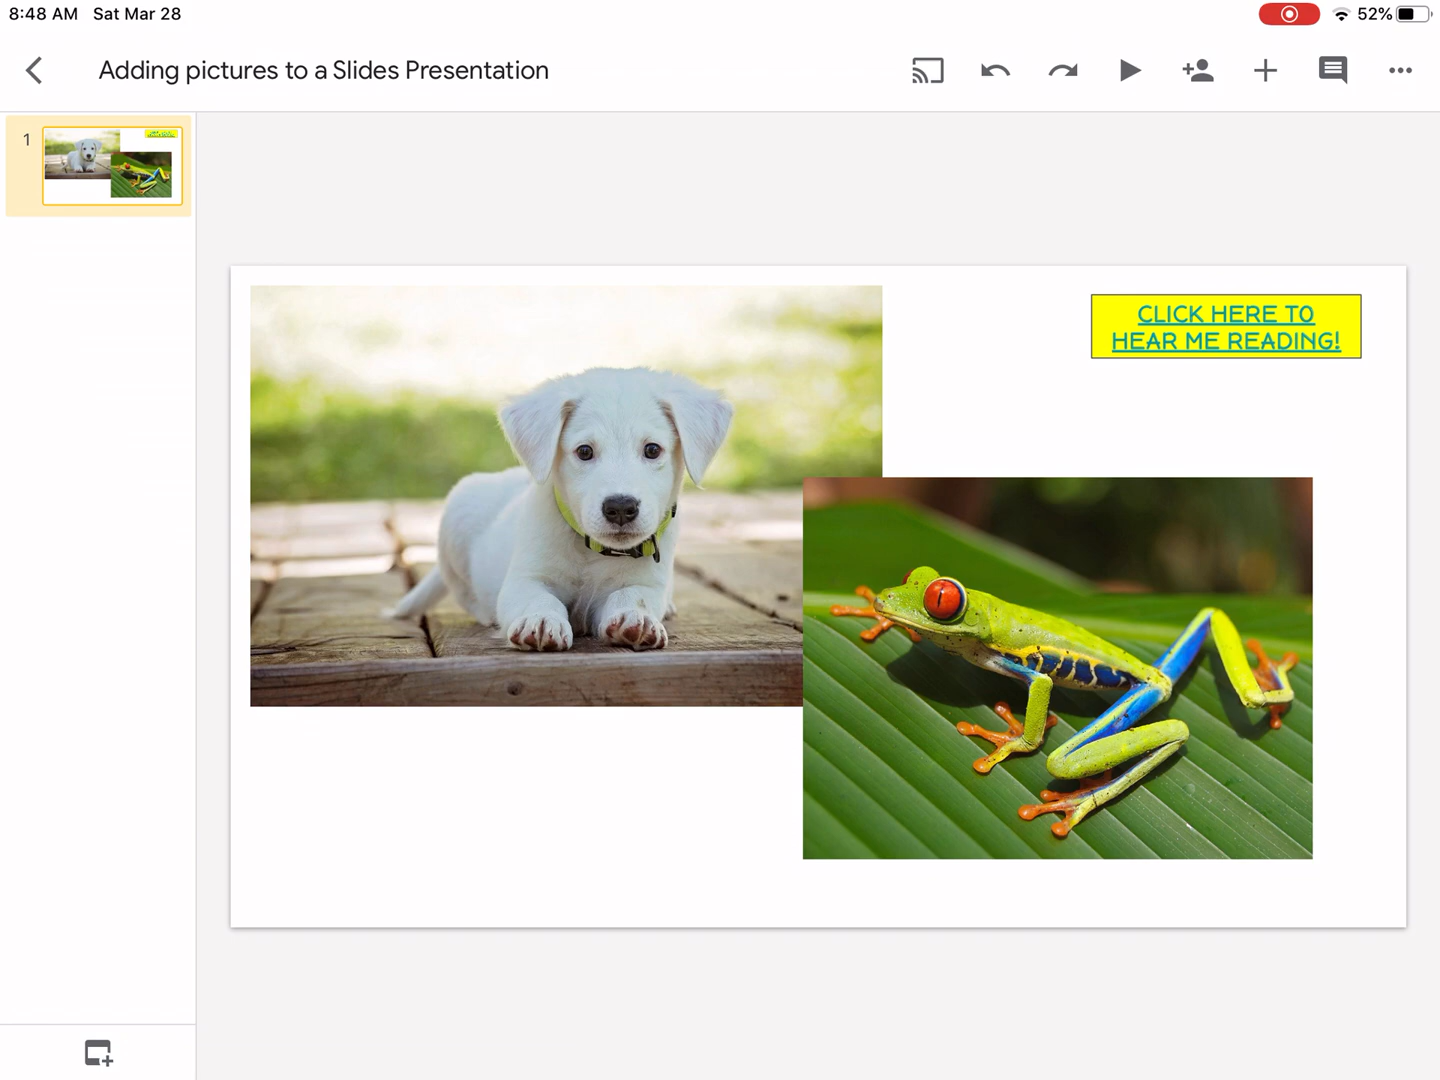 8:48 AM Sat Mar 28
52%
Adding pictures to a Slides Presentation
1
CLICK HERE TO
HEAR ME READING!